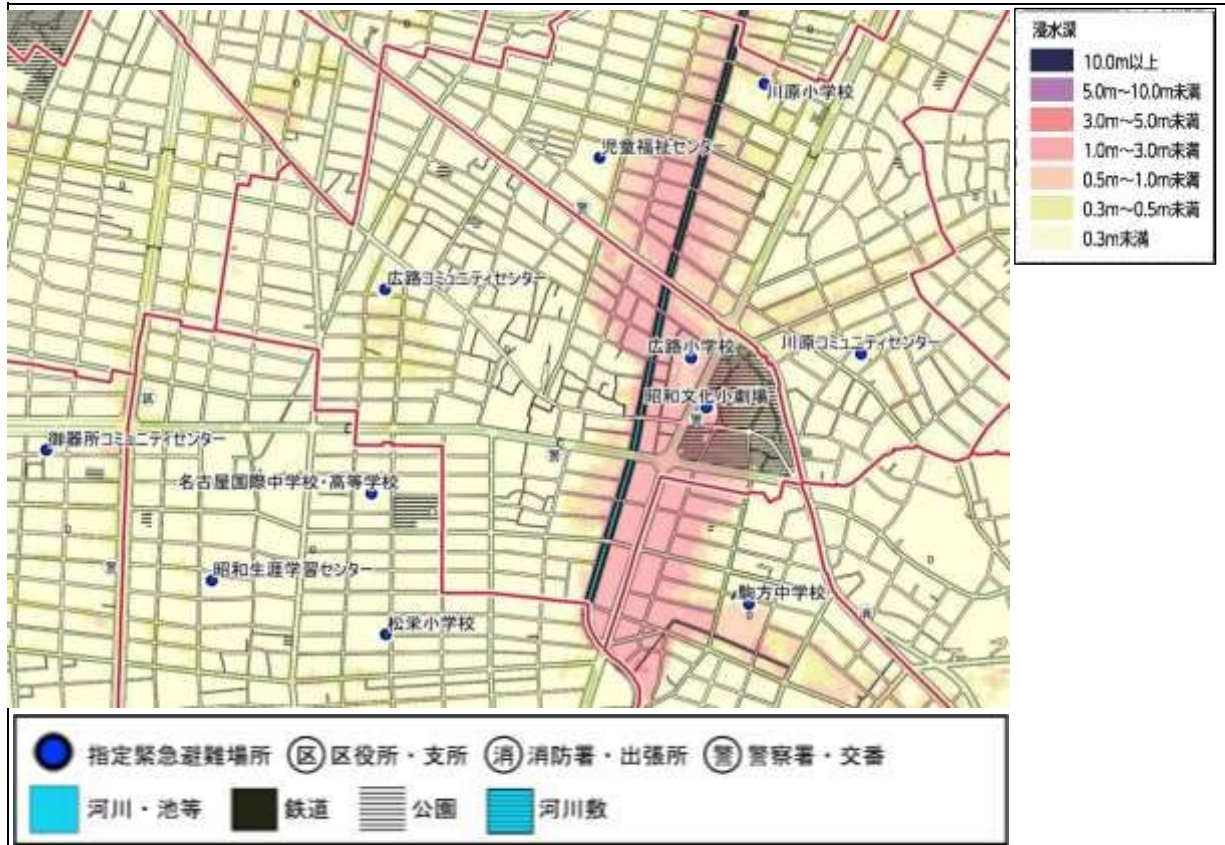 浸水深
10.0m以上
5.0m～10.0m未満
3.0m～5.0m未満
1.0m～3.0m未満
0.5m～1.0m未満
0.3m～0.5m未満
0.3m未満
川原小学校
児童福祉センター
警
広路コミュニティセンター
広路小学校
川原コミュニティセンター
昭和文化小劇場
区
警
御器所コミュニティセンター
警
名古屋国際中学校・高等学校
警
昭和生涯学習センター
駒方中学校
松栄小学校
指定緊急避難場所 区 区役所・支所 消 消防署・出張所 警 警察署・交番
河川・池等 鉄道 公園 河川敷